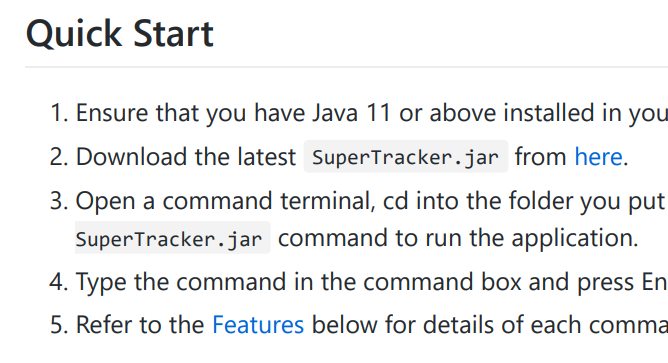 Quick Start
1. Ensure that you have Java 11 or above installed in you
2. Download the latest SuperTracker.jar from here.
3. Open a command terminal, cd into the folder you put
SuperTracker.jar command to run the application.
4. Type the command in the command box and press En
5. Refer to the Features below for details of each comma